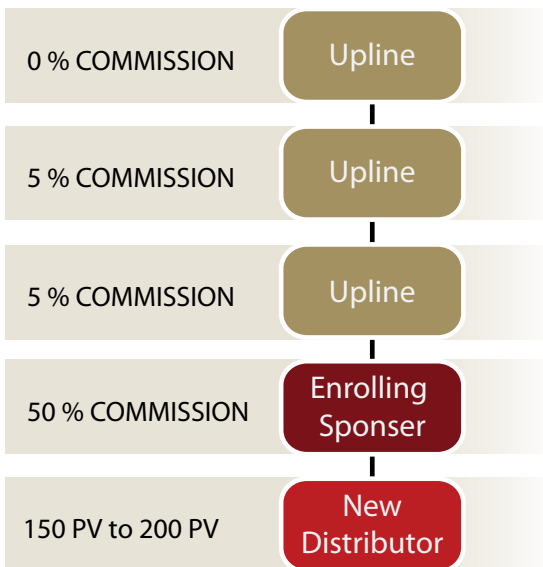 0 % COMMISSION
Upline
5 % COMMISSION
Upline
5 % COMMISSION
Upline
50 % COMMISSION
Enrolling
Sponser
150 PV to 200 PV
New
Distributor